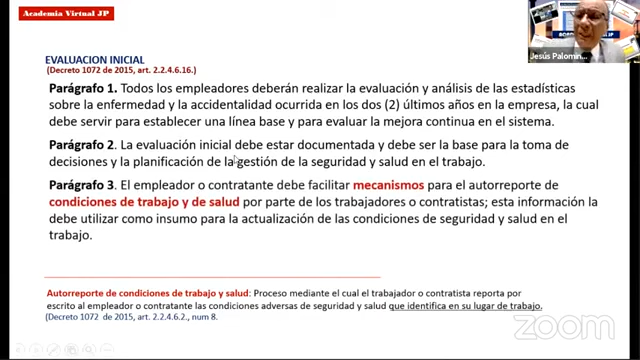 Academia Virtual JP
Jesús Palomin...
EVALUACION INICIAL
(Decreto 1072 de 2015, art. 2.2.4.6.16.)
Parágrafo 1. Todos los empleadores deberán realizar la evaluación y análisis de las estadísticas
sobre la enfermedad y la accidentalidad ocurrida en los dos (2) últimos años en la empresa, la cual
debe servir para establecer una línea base y para evaluar la mejora continua en el sistema.
Parágrafo 2. La evaluación inicial debe estar documentada y debe ser la base para la toma de
decisiones y la planificación de la gestión de la seguridad y salud en el trabajo.
Parágrafo 3. El empleador o contratante debe facilitar mecanismos para el autorreporte de
condiciones de trabajo y de salud por parte de los trabajadores o contratistas; esta información la
debe utilizar como insumo para la actualización de las condiciones de seguridad y salud en el
trabajo.
Autorreporte de condiciones de trabajo y salud: Proceso mediante el cual el trabajador o contratista reporta por
escrito al empleador o contratante las condiciones adversas de seguridad y salud que identifica en su lugar de trabajo.
(Decreto 1072 de 2015, art. 2.2.4.6.2., num 8.
zoom